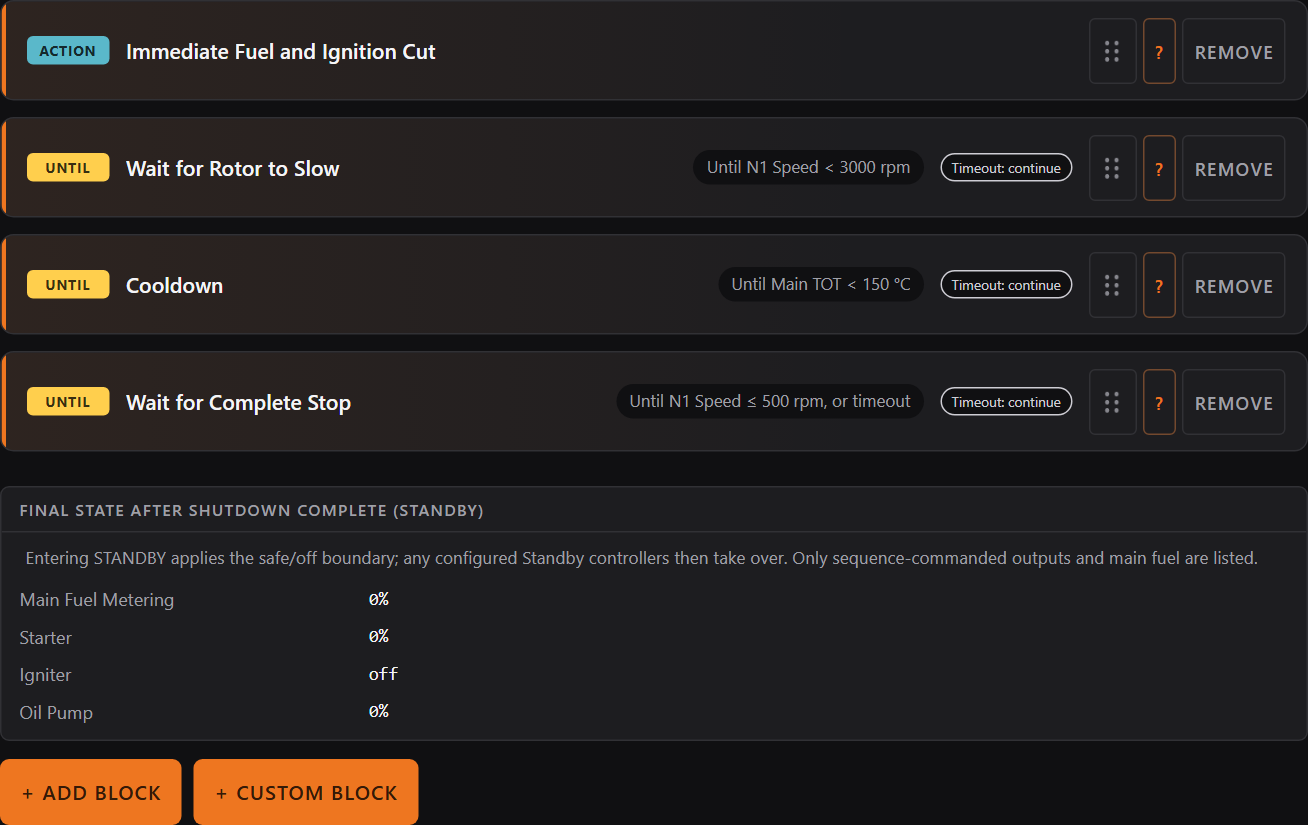 ACTION Immediate Fuel and Ignition Cut ? REMOVE
UNTIL Wait for Rotor to Slow Until N1 Speed < 3000 rpm Timeout: continue ? REMOVE
UNTIL Cooldown Until Main TOT < 150 °C Timeout: continue ? REMOVE
UNTIL Wait for Complete Stop Until N1 Speed ≤ 500 rpm, or timeout Timeout: continue ? REMOVE
FINAL STATE AFTER SHUTDOWN COMPLETE (STANDBY)
Entering STANDBY applies the safe/off boundary; any configured Standby controllers then take over. Only sequence-commanded outputs and main fuel are listed.
Main Fuel Metering 0%
Starter 0%
Igniter off
Oil Pump 0%
+ ADD BLOCK + CUSTOM BLOCK